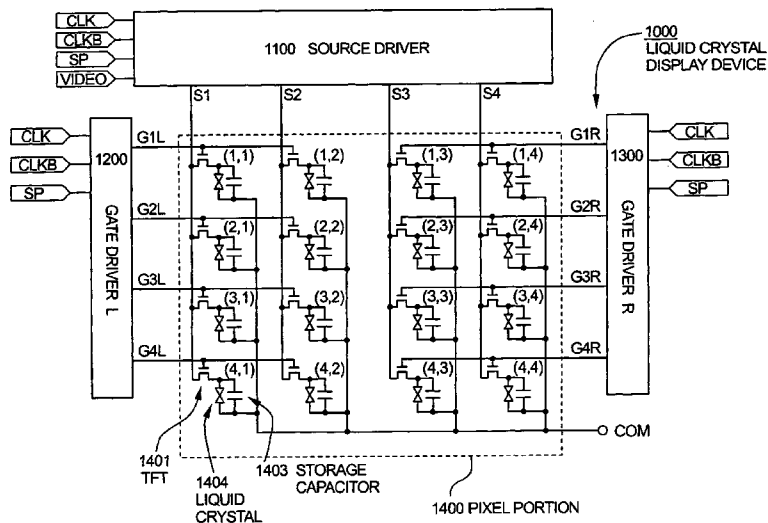 CLK
CLKB
SP
VIDEO
1100 SOURCE DRIVER
1000
LIQUID CRYSTAL
DISPLAY DEVICE
S1 S2 S3 S4
CLK
CLKB
SP
1200
GATE DRIVER L
G1L
G2L
G3L
G4L
(1,1) (1,2) (1,3) (1,4)
(2,1) (2,2) (2,3) (2,4)
(3,1) (3,2) (3,3) (3,4)
(4,1) (4,2) (4,3) (4,4)
G1R
G2R
G3R
G4R
1300
GATE DRIVER R
CLK
CLKB
SP
COM
1401
TFT
1404
LIQUID
CRYSTAL
1403 STORAGE
CAPACITOR
1400 PIXEL PORTION